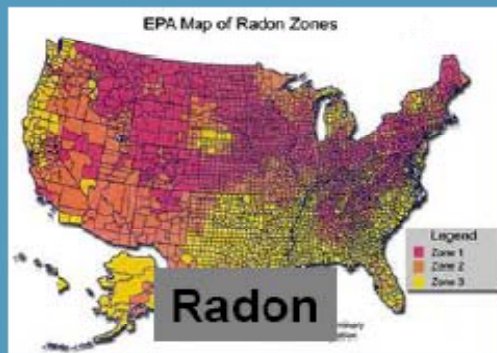 EPA Map of Radon Zones
Legend
Zone 1
Zone 2
Zone 3
Radon